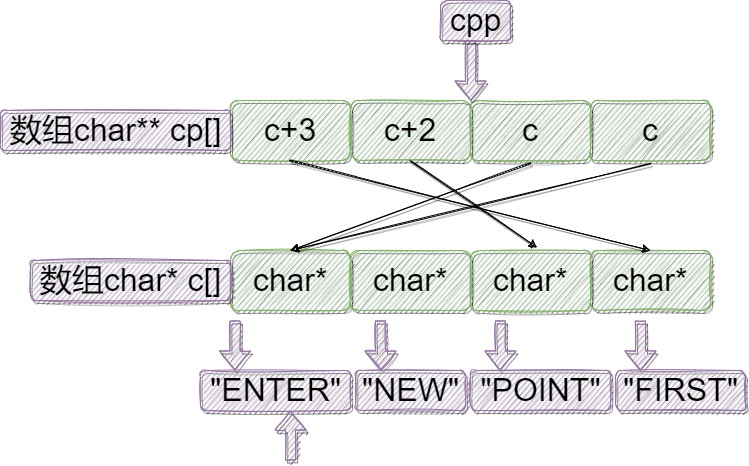 cpp
数组char** cp[] c+3 c+2 c c
数组char* c[] char* char* char* char*
"ENTER" "NEW" "POINT" "FIRST"